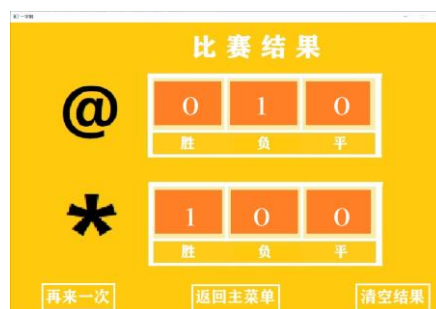 比赛结果
@
0 1 0
胜 负 平
*
1 0 0
胜 负 平
再来一次 返回主菜单 清空结果